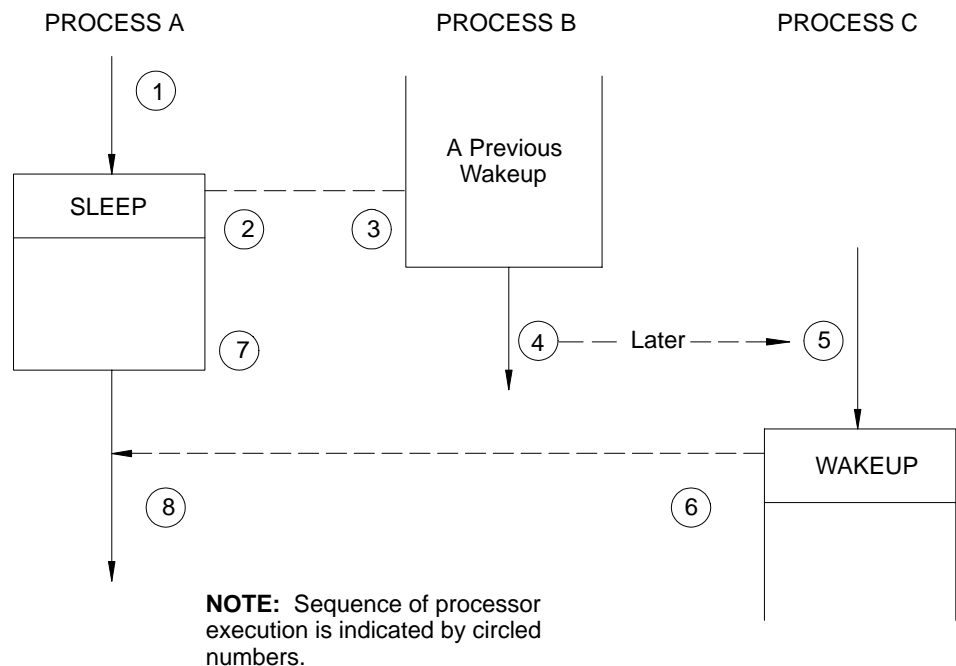 PROCESS A
PROCESS B
PROCESS C
1
A Previous
Wakeup
SLEEP
2
3
4
Later
5
7
WAKEUP
6
8
NOTE: Sequence of processor
execution is indicated by circled
numbers.